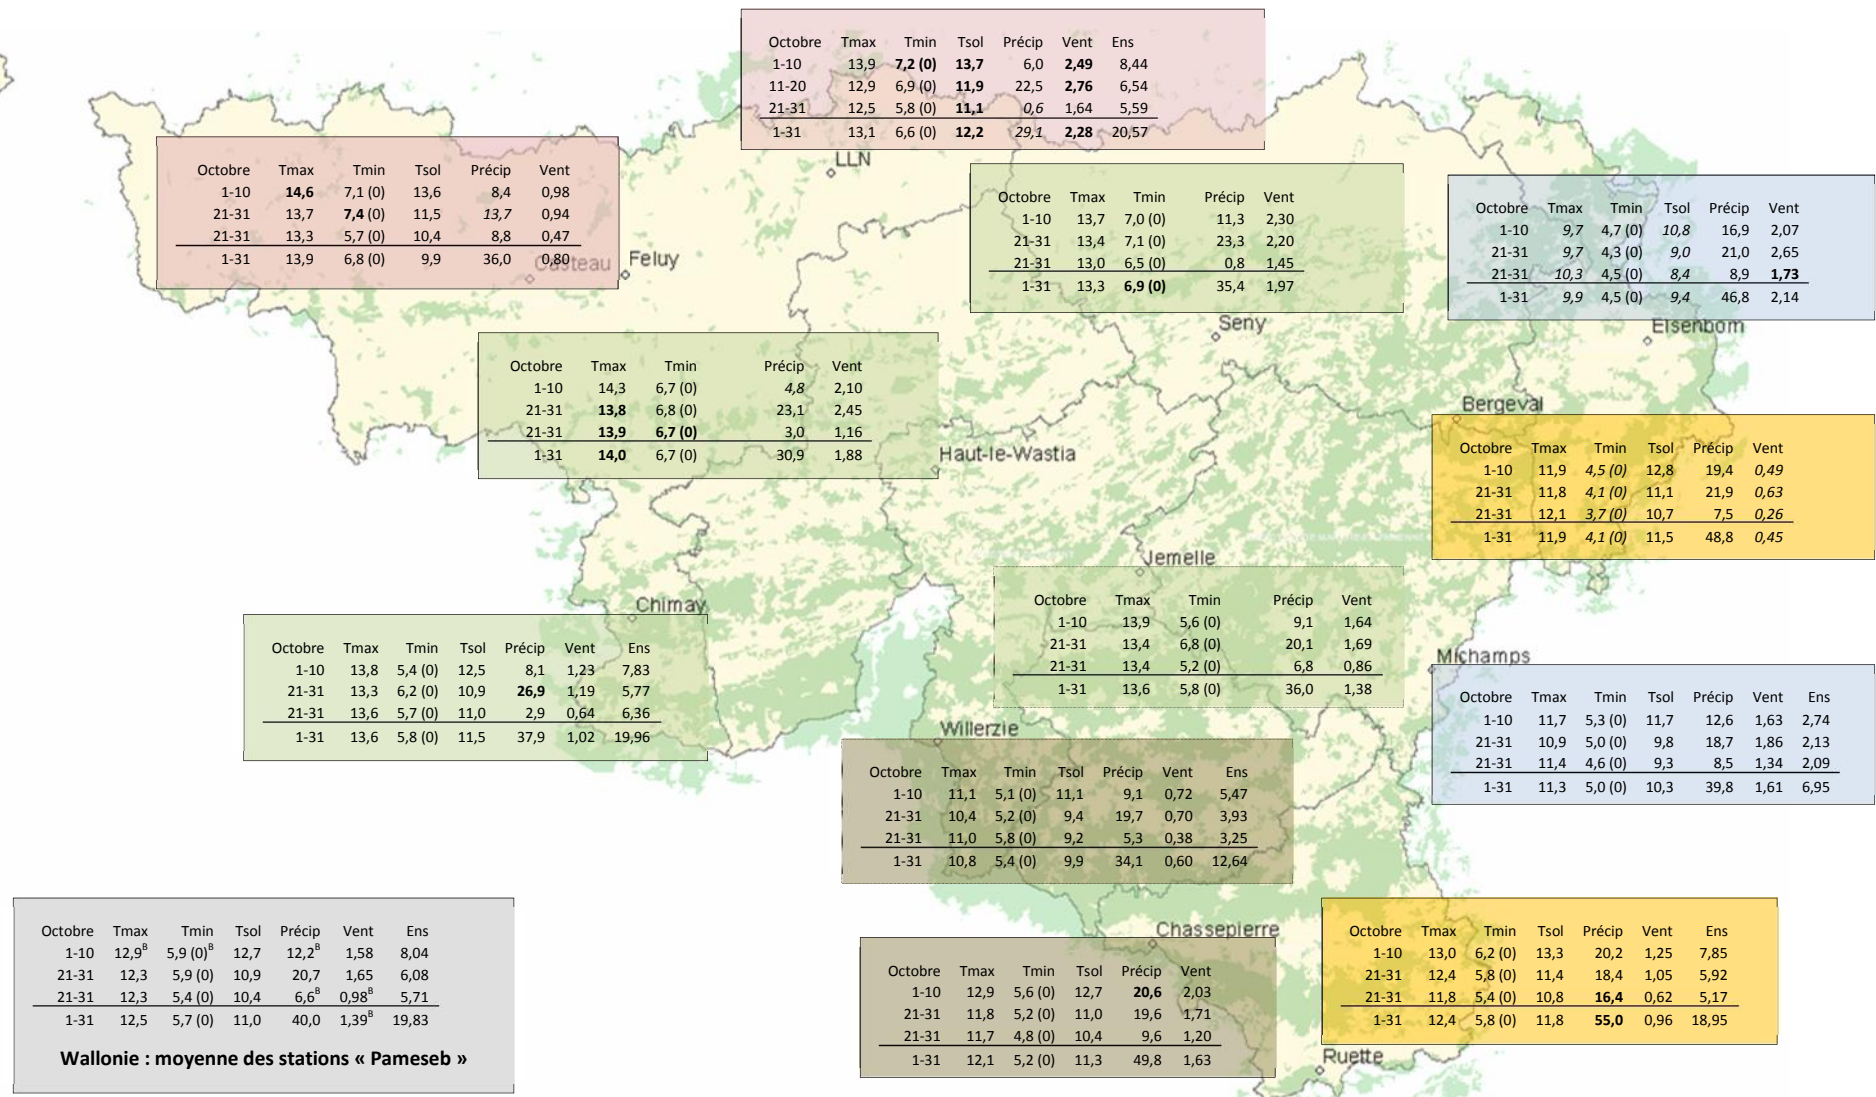 Octobre Tmax Tmin Tsol Précip Vent Ens
1-10 13,9 7,2 (0) 13,7 6,0 2,49 8,44
11-20 12,9 6,9 (0) 11,9 22,5 2,76 6,54
21-31 12,5 5,8 (0) 11,1 0,6 1,64 5,59
1-31 13,1 6,6 (0) 12,2 29,1 2,28 20,57
LLN
Octobre Tmax Tmin Tsol Précip Vent
1-10 14,6 7,1 (0) 13,6 8,4 0,98
21-31 13,7 7,4 (0) 11,5 13,7 0,94
21-31 13,3 5,7 (0) 10,4 8,8 0,47
1-31 13,9 6,8 (0) 9,9 36,0 0,80
Casteau
Feluy
Octobre Tmax Tmin Précip Vent
1-10 13,7 7,0 (0) 11,3 2,30
21-31 13,4 7,1 (0) 23,3 2,20
21-31 13,0 6,5 (0) 0,8 1,45
1-31 13,3 6,9 (0) 35,4 1,97
Seny
Octobre Tmax Tmin Tsol Précip Vent
1-10 9,7 4,7 (0) 10,8 16,9 2,07
21-31 9,7 4,3 (0) 9,0 21,0 2,65
21-31 10,3 4,5 (0) 8,4 8,9 1,73
1-31 9,9 4,5 (0) 9,4 46,8 2,14
Elsenborn
Octobre Tmax Tmin Précip Vent
1-10 14,3 6,7 (0) 4,8 2,10
21-31 13,8 6,8 (0) 23,1 2,45
21-31 13,9 6,7 (0) 3,0 1,16
1-31 14,0 6,7 (0) 30,9 1,88
Haut-le-Wastia
Bergeval
Octobre Tmax Tmin Tsol Précip Vent
1-10 11,9 4,5 (0) 12,8 19,4 0,49
21-31 11,8 4,1 (0) 11,1 21,9 0,63
21-31 12,1 3,7 (0) 10,7 7,5 0,26
1-31 11,9 4,1 (0) 11,5 48,8 0,45
Jemelle
Octobre Tmax Tmin Précip Vent
1-10 13,9 5,6 (0) 9,1 1,64
21-31 13,4 6,8 (0) 20,1 1,69
21-31 13,4 5,2 (0) 6,8 0,86
1-31 13,6 5,8 (0) 36,0 1,38
Chimay
Octobre Tmax Tmin Tsol Précip Vent Ens
1-10 13,8 5,4 (0) 12,5 8,1 1,23 7,83
21-31 13,3 6,2 (0) 10,9 26,9 1,19 5,77
21-31 13,6 5,7 (0) 11,0 2,9 0,64 6,36
1-31 13,6 5,8 (0) 11,5 37,9 1,02 19,96
Michamps
Octobre Tmax Tmin Tsol Précip Vent Ens
1-10 11,7 5,3 (0) 11,7 12,6 1,63 2,74
21-31 10,9 5,0 (0) 9,8 18,7 1,86 2,13
21-31 11,4 4,6 (0) 9,3 8,5 1,34 2,09
1-31 11,3 5,0 (0) 10,3 39,8 1,61 6,95
Willerzie
Octobre Tmax Tmin Tsol Précip Vent Ens
1-10 11,1 5,1 (0) 11,1 9,1 0,72 5,47
21-31 10,4 5,2 (0) 9,4 19,7 0,70 3,93
21-31 11,0 5,8 (0) 9,2 5,3 0,38 3,25
1-31 10,8 5,4 (0) 9,9 34,1 0,60 12,64
Octobre Tmax Tmin Tsol Précip Vent Ens
1-10 12,9ᴮ 5,9 (0)ᴮ 12,7 12,2ᴮ 1,58 8,04
21-31 12,3 5,9 (0) 10,9 20,7 1,65 6,08
21-31 12,3 5,4 (0) 10,4 6,6ᴮ 0,98ᴮ 5,71
1-31 12,5 5,7 (0) 11,0 40,0 1,39ᴮ 19,83
Wallonie : moyenne des stations « Pameseb »
Chassepierre
Octobre Tmax Tmin Tsol Précip Vent
1-10 12,9 5,6 (0) 12,7 20,6 2,03
21-31 11,8 5,2 (0) 11,0 19,6 1,71
21-31 11,7 4,8 (0) 10,4 9,6 1,20
1-31 12,1 5,2 (0) 11,3 49,8 1,63
Octobre Tmax Tmin Tsol Précip Vent Ens
1-10 13,0 6,2 (0) 13,3 20,2 1,25 7,85
21-31 12,4 5,8 (0) 11,4 18,4 1,05 5,92
21-31 11,8 5,4 (0) 10,8 16,4 0,62 5,17
1-31 12,4 5,8 (0) 11,8 55,0 0,96 18,95
Ruette